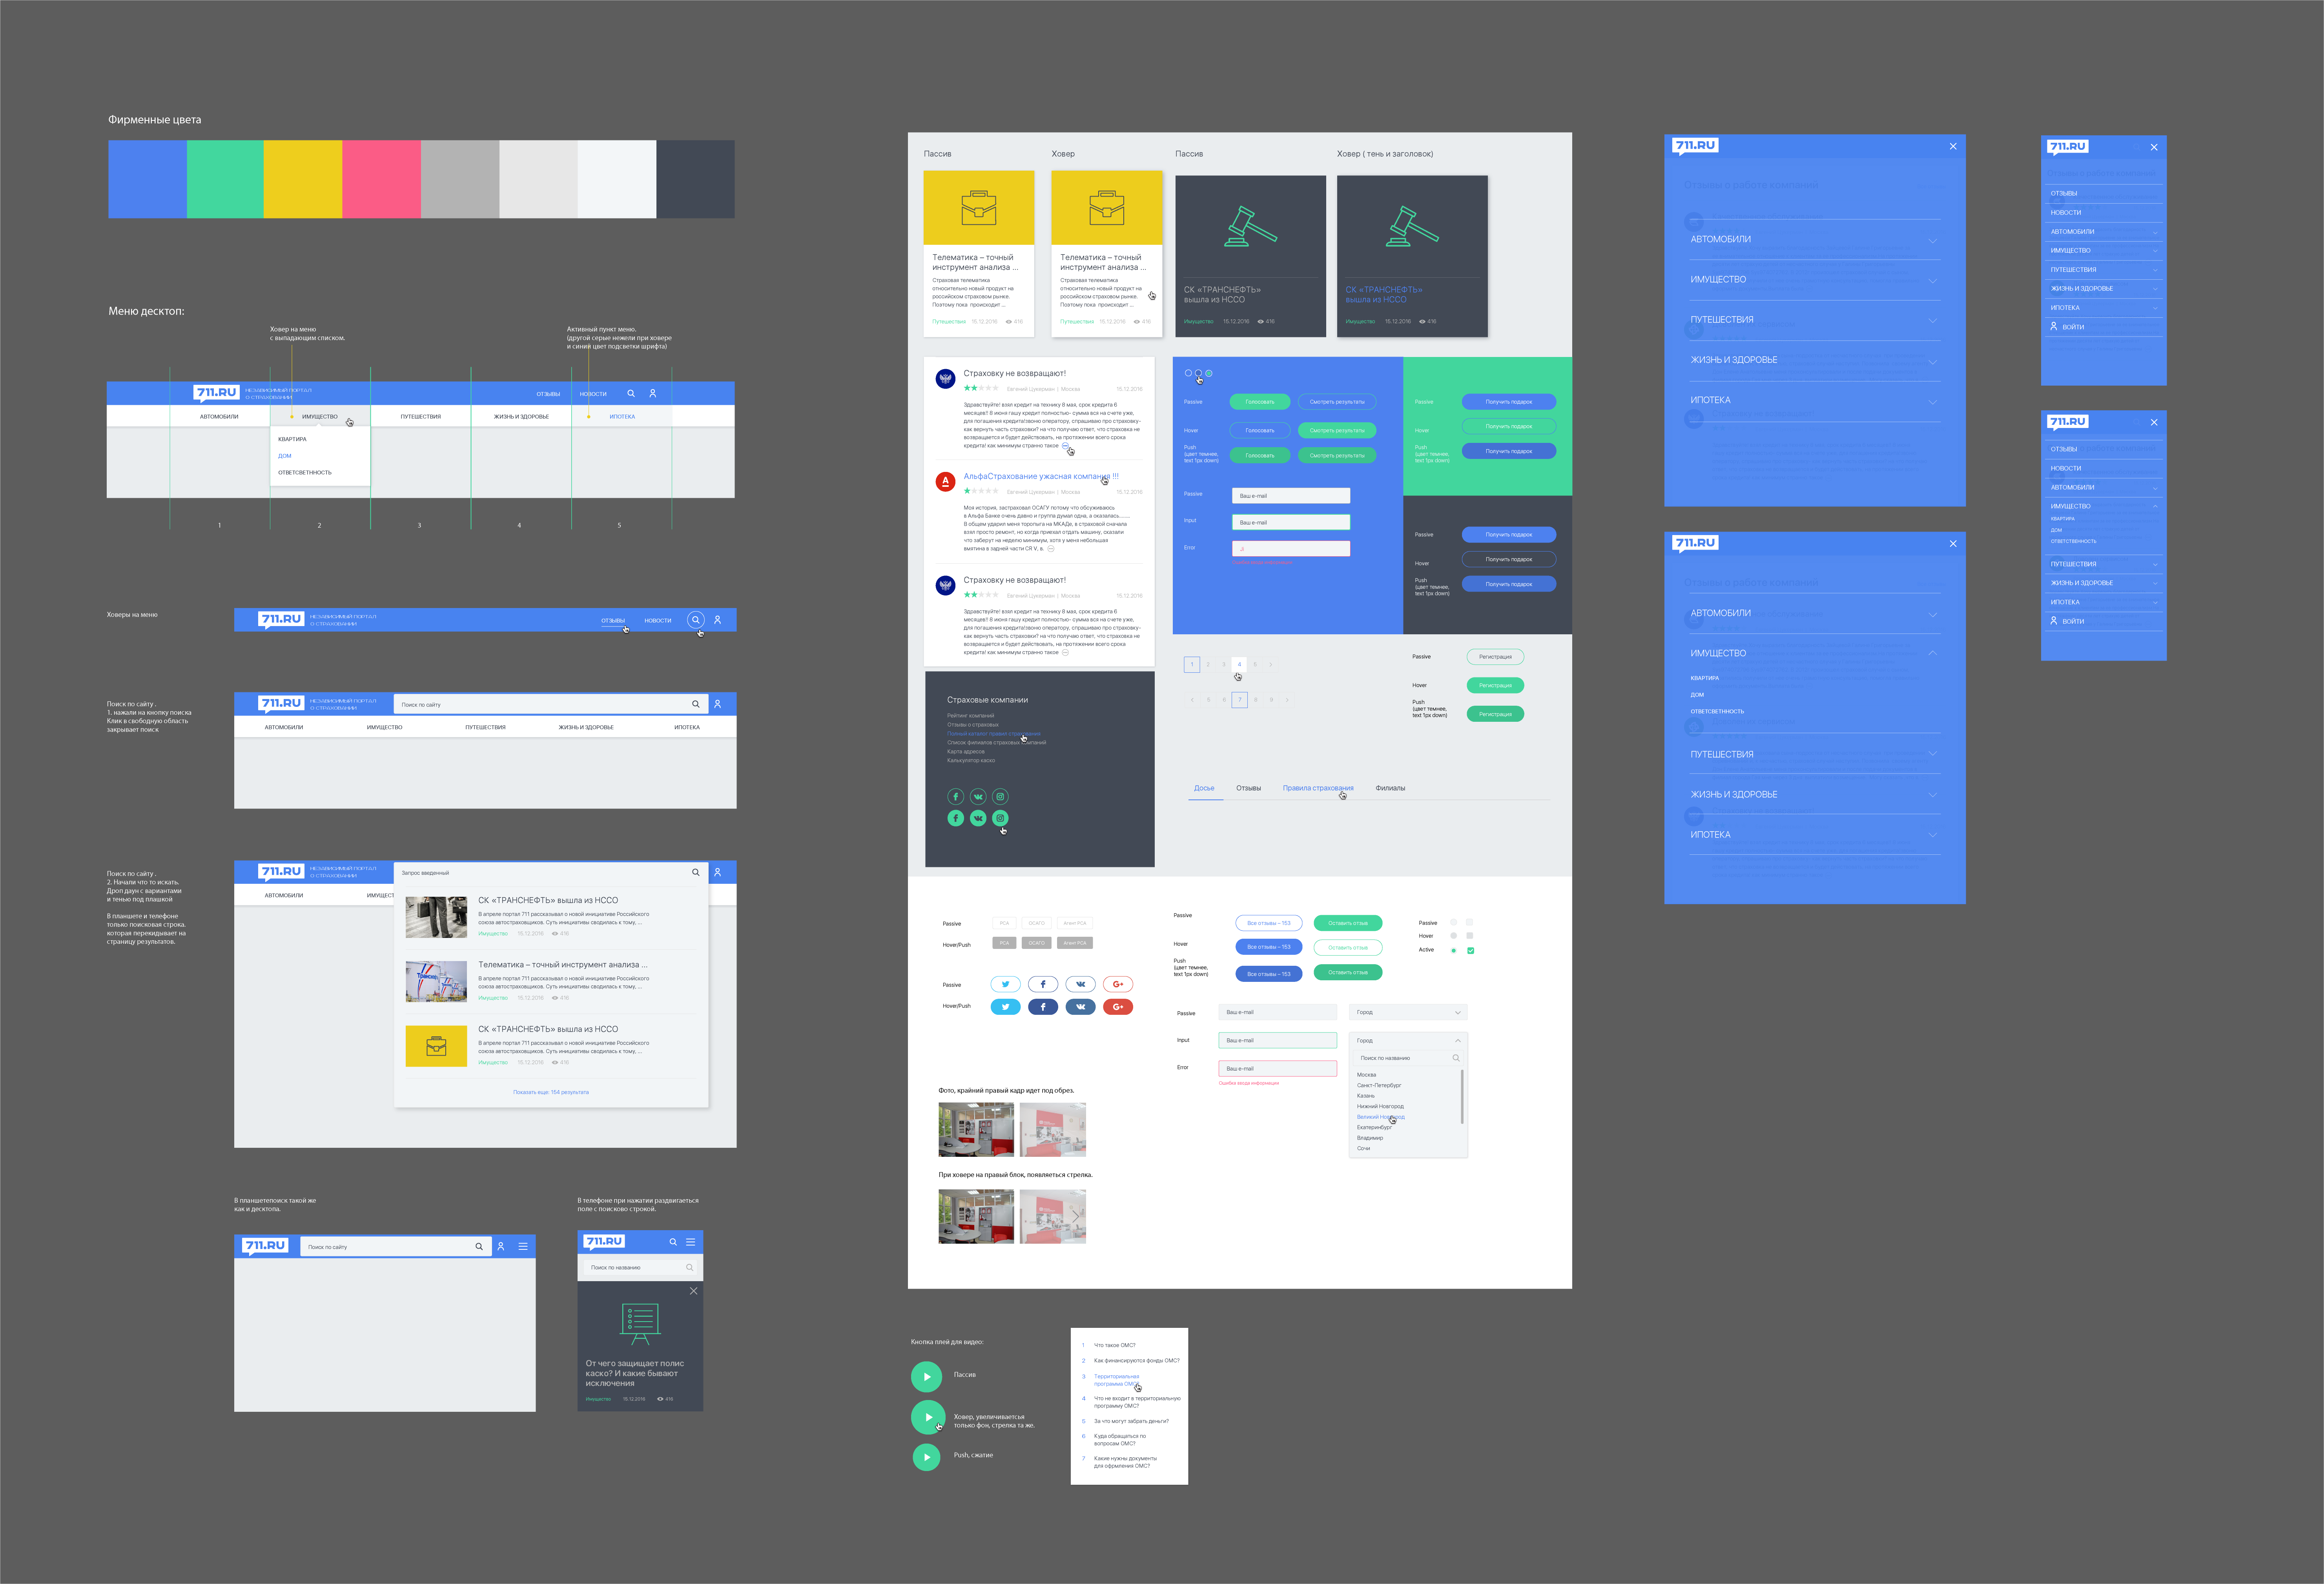 Фирменные цвета
Меню десктоп:
Ховер на меню
с выпадающим списком.
Активный пункт меню.
(другой серые нежели при ховере
и синий цвет подсветки шрифта)
711.RU
НЕЗАВИСИМЫЙ ПОРТАЛ
О СТРАХОВАНИИ
ОТЗЫВЫ
НОВОСТИ
АВТОМОБИЛИ
ИМУЩЕСТВО
ПУТЕШЕСТВИЯ
ЖИЗНЬ И ЗДОРОВЬЕ
ИПОТЕКА
КВАРТИРА
ДОМ
ОТВЕТСВЕТННОСТЬ
1
2
3
4
5
Ховеры на меню
711.RU
НЕЗАВИСИМЫЙ ПОРТАЛ
О СТРАХОВАНИИ
ОТЗЫВЫ
НОВОСТИ
Поиск по сайту .
1. нажали на кнопку поиска
Клик в свободную область
закрывает поиск
711.RU
НЕЗАВИСИМЫЙ ПОРТАЛ
О СТРАХОВАНИИ
Поиск по сайту
АВТОМОБИЛИ
ИМУЩЕСТВО
ПУТЕШЕСТВИЯ
ЖИЗНЬ И ЗДОРОВЬЕ
ИПОТЕКА
Поиск по сайту .
2. Начали что то искать.
Дроп даун с вариантами
и тенью под плашкой
В планшете и телефоне
только поисковая строка.
которая перекидывает на
страницу результатов.
711.RU
НЕЗАВИСИМЫЙ ПОРТАЛ
О СТРАХОВАНИИ
Запрос введенный
АВТОМОБИЛИ
ИМУЩЕСТ
СК «ТРАНСНЕФТЬ» вышла из НССО
В апреле портал 711 рассказывал о новой инициативе Российского
союза автостраховщиков. Суть инициативы сводилась к тому, ...
Имущество 15.12.2016 416
Телематика – точный инструмент анализа ...
В апреле портал 711 рассказывал о новой инициативе Российского
союза автостраховщиков. Суть инициативы сводилась к тому, ...
Имущество 15.12.2016 416
СК «ТРАНСНЕФТЬ» вышла из НССО
В апреле портал 711 рассказывал о новой инициативе Российского
союза автостраховщиков. Суть инициативы сводилась к тому, ...
Имущество 15.12.2016 416
Показать еще: 154 результата
В планшетепоиск такой же
как и десктопа.
711.RU
Поиск по сайту
В телефоне при нажатии раздвигаеться
поле с поисково строкой.
711.RU
Поиск по названию
От чего защищает полис
каско? И какие бывают
исключения
Имущество 15.12.2016 416
Пассив
Ховер
Пассив
Ховер ( тень и заголовок)
Телематика – точный
инструмент анализа ...
Страховая телематика
относительно новый продукт на
российском страховом рынке.
Поэтому пока происходит ...
Путешествия 15.12.2016 416
Телематика – точный
инструмент анализа ...
Страховая телематика
относительно новый продукт на
российском страховом рынке.
Поэтому пока происходит ...
Путешествия 15.12.2016 416
СК «ТРАНСНЕФТЬ»
вышла из НССО
Имущество 15.12.2016 416
СК «ТРАНСНЕФТЬ»
вышла из НССО
Имущество 15.12.2016 416
Страховку не возвращают!
Евгений Цукерман | Москва 15.12.2016
Здравствуйте! взял кредит на технику 8 мая, срок кредита 6
месяцев!! В июне гашу кредит полностью- сумма вся на счете уже,
для погашения кредита!звоню оператору, спрашиваю про страховку-
как вернуть часть страховки? на что получаю ответ, что страховка не
возвращается и будет действовать, на протяжении всего срока
кредита! как минимум странно такое
АльфаСтрахование ужасная компания !!!
Евгений Цукерман | Москва 15.12.2016
Моя история, застраховал ОСАГУ потому что обсуживаюсь
в Альфа Банке очень давно и группа думал одна, а оказалась........
В общем ударил меня торопыга на МКАДе, в страховой сначала
взял просто ремонт, но когда приехал отдать машину, сказали
что заберут на неделю минимум, хотя у меня небольшая
вмятина в задней части CR V, в.
Страховку не возвращают!
Евгений Цукерман | Москва 15.12.2016
Здравствуйте! взял кредит на технику 8 мая, срок кредита 6
месяцев!! В июне гашу кредит полностью- сумма вся на счете уже,
для погашения кредита!звоню оператору, спрашиваю про страховку-
как вернуть часть страховки? на что получаю ответ, что страховка не
возвращается и будет действовать, на протяжении всего срока
кредита! как минимум странно такое
Страховые компании
Рейтинг компаний
Отзывы о страховых
Полный каталог правил страхования
Список филиалов страховых компаний
Карта адресов
Калькулятор каско
Passive Голосовать Смотреть результаты
Hover Голосовать Смотреть результаты
Push
(цвет темнее,
text 1px down)
Голосовать Смотреть результаты
Passive Ваш e-mail
Input Ваш e-mail
Error
Passive Получить подарок
Hover Получить подарок
Push
(цвет темнее,
text 1px down)
Получить подарок
Passive Получить подарок
Hover Получить подарок
Push
(цвет темнее,
text 1px down)
Получить подарок
1 2 3 4 5 >
< 5 6 7 8 9 >
Passive Регистрация
Hover Регистрация
Push
(цвет темнее,
text 1px down)
Регистрация
Досье Отзывы Правила страхования Филиалы
Passive РСА ОСАГО Агент РСА
Hover/Push РСА ОСАГО Агент РСА
Passive
Hover/Push
Passive Все отзывы – 153 Оставить отзыв
Hover Все отзывы – 153 Оставить отзыв
Push
(цвет темнее,
text 1px down)
Все отзывы – 153 Оставить отзыв
Passive
Hover
Active
Passive Ваш e-mail
Input Ваш e-mail
Error Ваш e-mail
Ошибка ввода информации
Город
Город
Поиск по названию
Москва
Санкт-Петербург
Казань
Нижний Новгород
Великий Новгород
Екатеринбург
Владимир
Сочи
Фото, крайний правый кадр идет под обрез.
При ховере на правый блок, появляеться стрелка.
Кнопка плей для видео:
Пассив
Ховер, увеличивается
только фон, стрелка та же.
Push, сжатие
1 Что такое ОМС?
2 Как финансируются фонды ОМС?
3 Территориальная
программа ОМС?
4 Что не входит в территориальную
программу ОМС?
5 За что могут забрать деньги?
6 Куда обращаться по
вопросам ОМС?
7 Какие нужны документы
для офрмления ОМС?
711.RU
Отзывы о работе компаний
АВТОМОБИЛИ
ИМУЩЕСТВО
ПУТЕШЕСТВИЯ
ЖИЗНЬ И ЗДОРОВЬЕ
ИПОТЕКА
711.RU
Отзывы о работе компаний
АВТОМОБИЛИ
ИМУЩЕСТВО
КВАРТИРА
ДОМ
ОТВЕТСВЕТННОСТЬ
ПУТЕШЕСТВИЯ
ЖИЗНЬ И ЗДОРОВЬЕ
ИПОТЕКА
711.RU
ОТЗЫВЫ
НОВОСТИ
АВТОМОБИЛИ
ИМУЩЕСТВО
ПУТЕШЕСТВИЯ
ЖИЗНЬ И ЗДОРОВЬЕ
ИПОТЕКА
ВОЙТИ
711.RU
ОТЗЫВЫ
НОВОСТИ
АВТОМОБИЛИ
ИМУЩЕСТВО
КВАРТИРА
ДОМ
ОТВЕТСТВЕННОСТЬ
ПУТЕШЕСТВИЯ
ЖИЗНЬ И ЗДОРОВЬЕ
ИПОТЕКА
ВОЙТИ